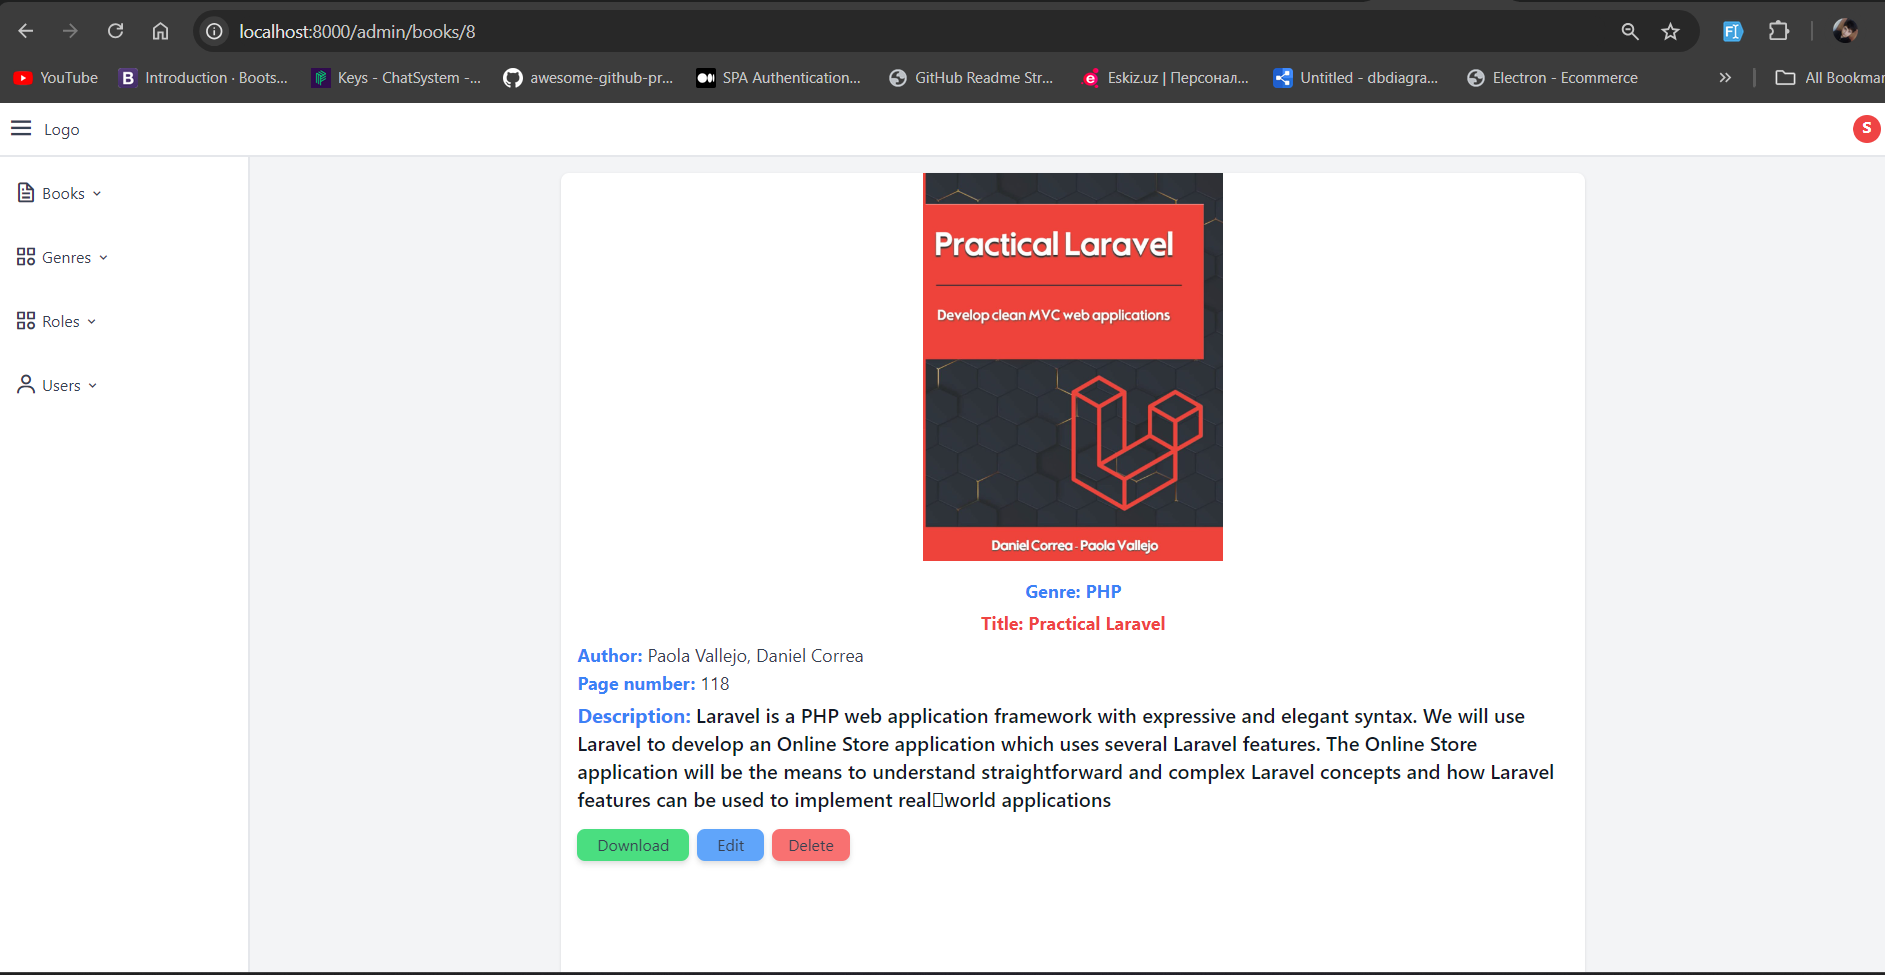 localhost:8000/admin/books/8
YouTube
B Introduction · Boots...
Keys - ChatSystem -...
awesome-github-pr...
SPA Authentication...
GitHub Readme Str...
e Eskiz.uz | Персонал...
Untitled - dbdiagra...
Electron - Ecommerce
»
All Bookmar
Logo
S
Books
Genres
Roles
Users
Practical Laravel
Develop clean MVC web applications
Daniel Correa - Paola Vallejo
Genre: PHP
Title: Practical Laravel
Author: Paola Vallejo, Daniel Correa
Page number: 118
Description: Laravel is a PHP web application framework with expressive and elegant syntax. We will use
Laravel to develop an Online Store application which uses several Laravel features. The Online Store
application will be the means to understand straightforward and complex Laravel concepts and how Laravel
features can be used to implement real▯world applications
Download Edit Delete